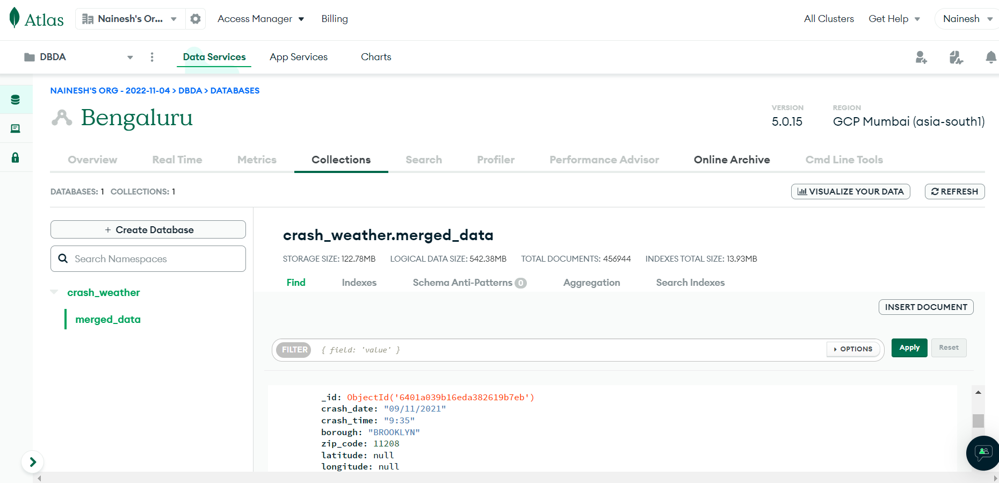 Atlas
Nainesh's Or...
Access Manager
Billing
All Clusters
Get Help
Nainesh
DBDA
Data Services
App Services
Charts
NAINESH'S ORG - 2022-11-04 > DBDA > DATABASES
Bengaluru
VERSION
5.0.15
REGION
GCP Mumbai (asia-south1)
Overview
Real Time
Metrics
Collections
Search
Profiler
Performance Advisor
Online Archive
Cmd Line Tools
DATABASES: 1 COLLECTIONS: 1
VISUALIZE YOUR DATA
REFRESH
+ Create Database
Search Namespaces
crash_weather
merged_data
crash_weather.merged_data
STORAGE SIZE: 122.78MB
LOGICAL DATA SIZE: 542.38MB
TOTAL DOCUMENTS: 456944
INDEXES TOTAL SIZE: 13.93MB
Find
Indexes
Schema Anti-Patterns 0
Aggregation
Search Indexes
INSERT DOCUMENT
FILTER
{ field: 'value' }
OPTIONS
Apply
Reset
_id: ObjectId('6401a039b16eda382619b7eb')
crash_date: "09/11/2021"
crash_time: "9:35"
borough: "BROOKLYN"
zip_code: 11208
latitude: null
longitude: null